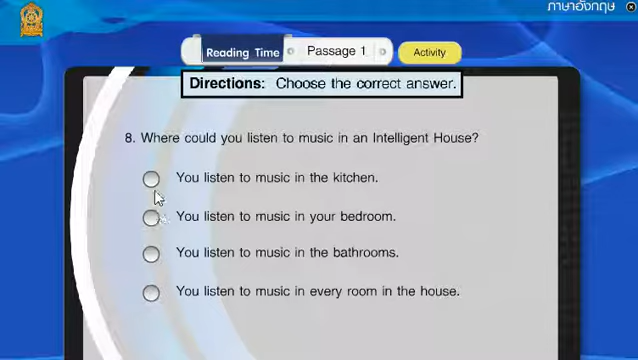 ภาษาอังกฤษ
Reading Time
Passage 1
Activity
Directions: Choose the correct answer.
8. Where could you listen to music in an Intelligent House?
You listen to music in the kitchen.
You listen to music in your bedroom.
You listen to music in the bathrooms.
You listen to music in every room in the house.